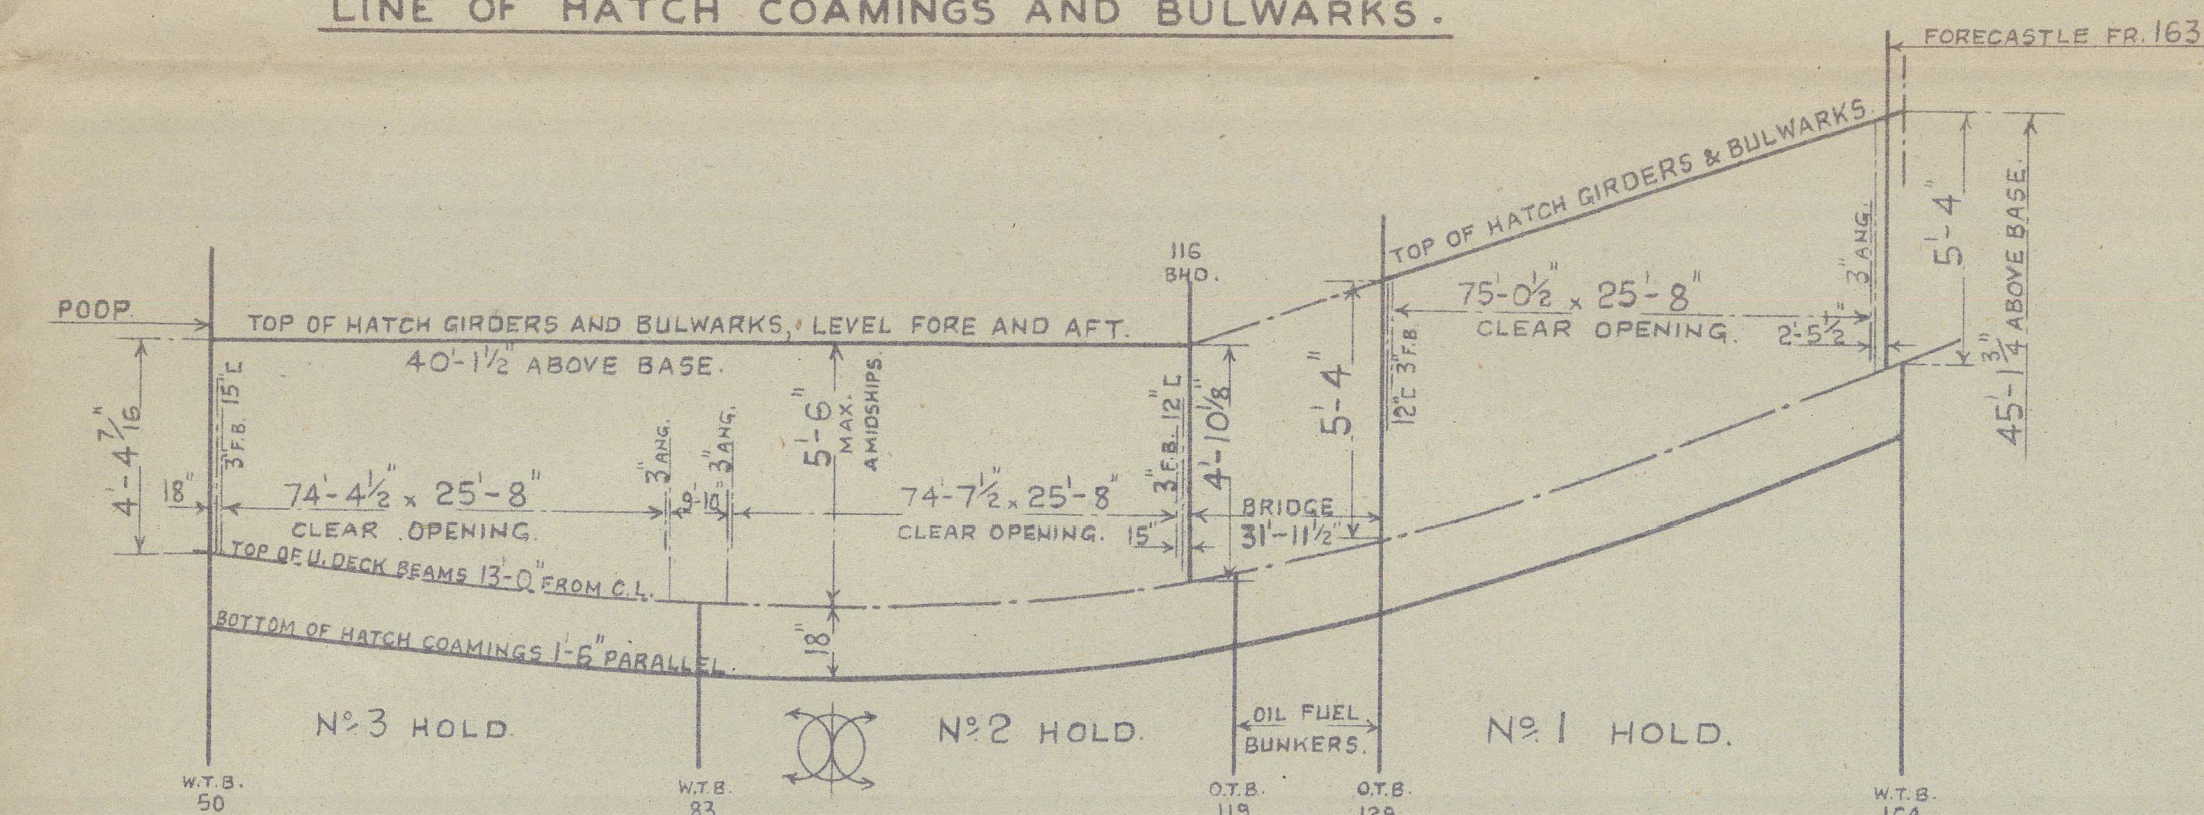 LINE OF HATCH COAMINGS AND BULWARKS.
FORECASTLE FR. 163
TOP OF HATCH GIRDERS & BULWARKS
116
BHD.
POOP.
TOP OF HATCH GIRDERS AND BULWARKS, LEVEL FORE AND AFT.
40'-1½" ABOVE BASE.
4'-4 7/16"
18"
3" F.B. 15" [
74'-4½" x 25'-8"
CLEAR OPENING.
3" ANG.
9'-10"
3" ANG.
5'-6"
MAX.
AMIDSHIPS.
74'-7½" x 25'-8"
CLEAR OPENING.
15"
3" F.B. 12" [
4'-10⅛"
BRIDGE
31'-11½"
5'-4"
12" [ 3" F.B.
75'-0½" x 25'-8"
CLEAR OPENING.
2'-5½"
3" ANG.
5'-4"
45'-1¾" ABOVE BASE.
TOP OF U. DECK BEAMS 13'-0" FROM C.L.
BOTTOM OF HATCH COAMINGS 1'-6" PARALLEL.
18"
Nº 3 HOLD.
Nº 2 HOLD.
OIL FUEL
BUNKERS.
Nº 1 HOLD.
W.T.B.
50
W.T.B.
83
O.T.B.
119
O.T.B.
129
W.T.B.
164